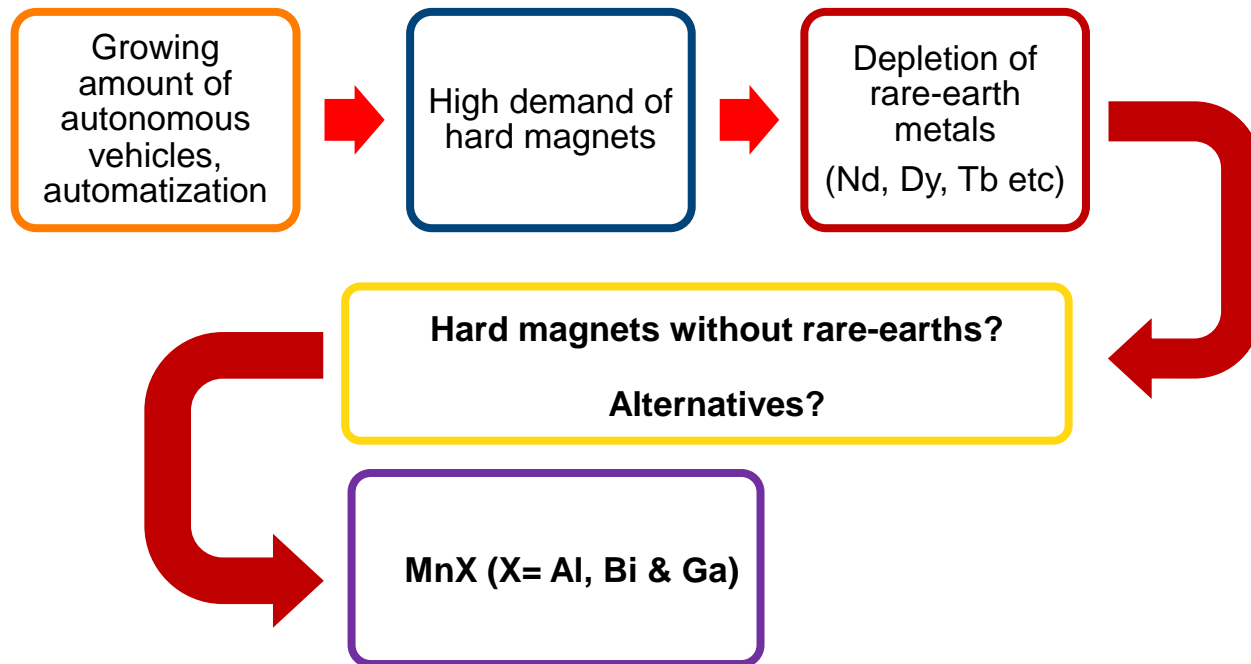 Growing
amount of
autonomous
vehicles,
automatization
High demand of
hard magnets
Depletion of
rare-earth
metals
(Nd, Dy, Tb etc)
Hard magnets without rare-earths?
Alternatives?
MnX (X= Al, Bi & Ga)